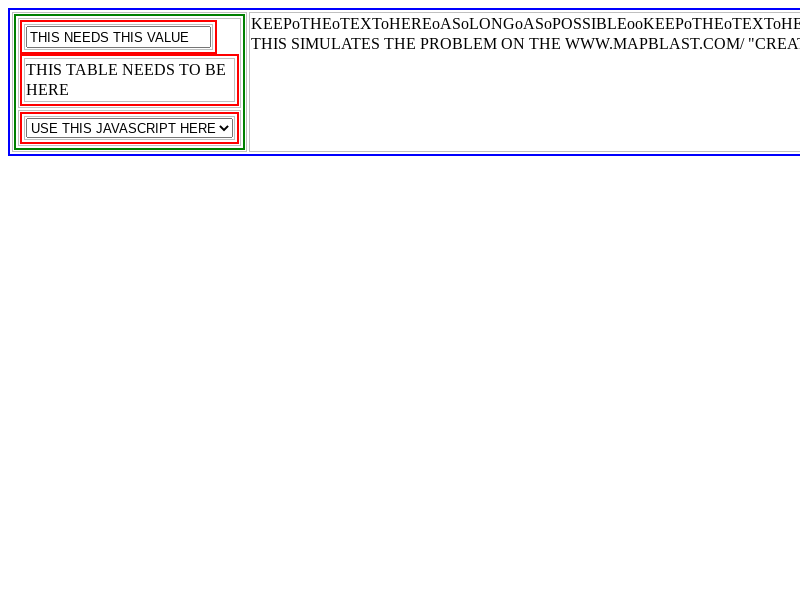 THIS NEEDS THIS VALUE
THIS TABLE NEEDS TO BE
HERE
USE THIS JAVASCRIPT HERE
KEEPoTHEoTEXToHEREoASoLONGoASoPOSSIBLEooKEEPoTHEoTEXToHE
THIS SIMULATES THE PROBLEM ON THE WWW.MAPBLAST.COM/ "CREAT